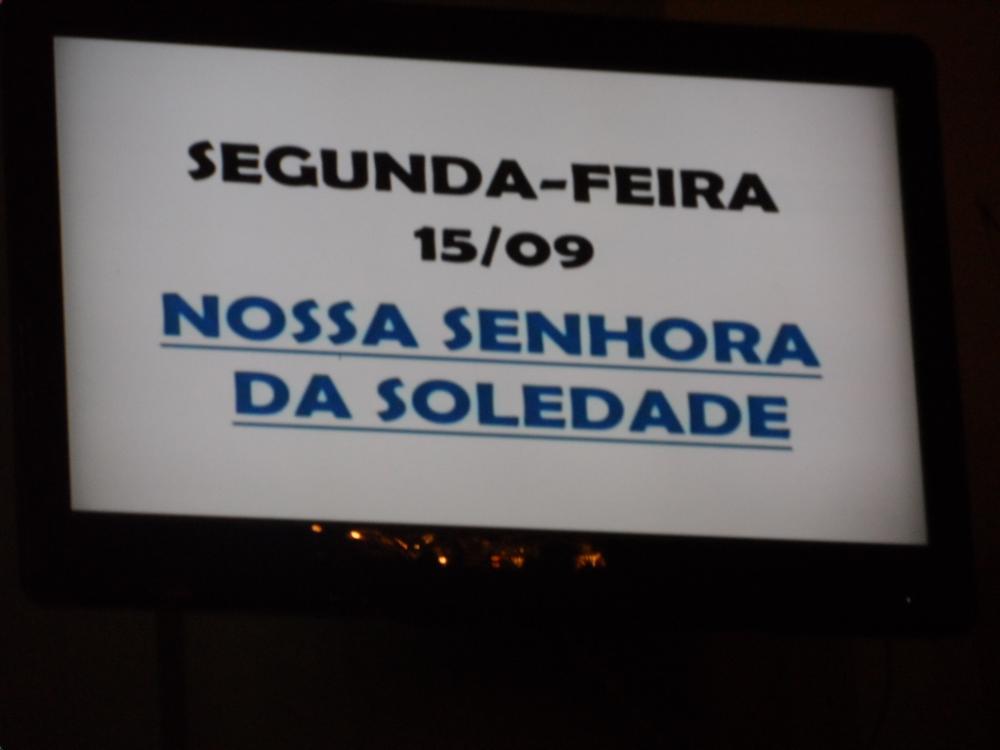 SEGUNDA-FEIRA
15/09
NOSSA SENHORA
DA SOLEDADE